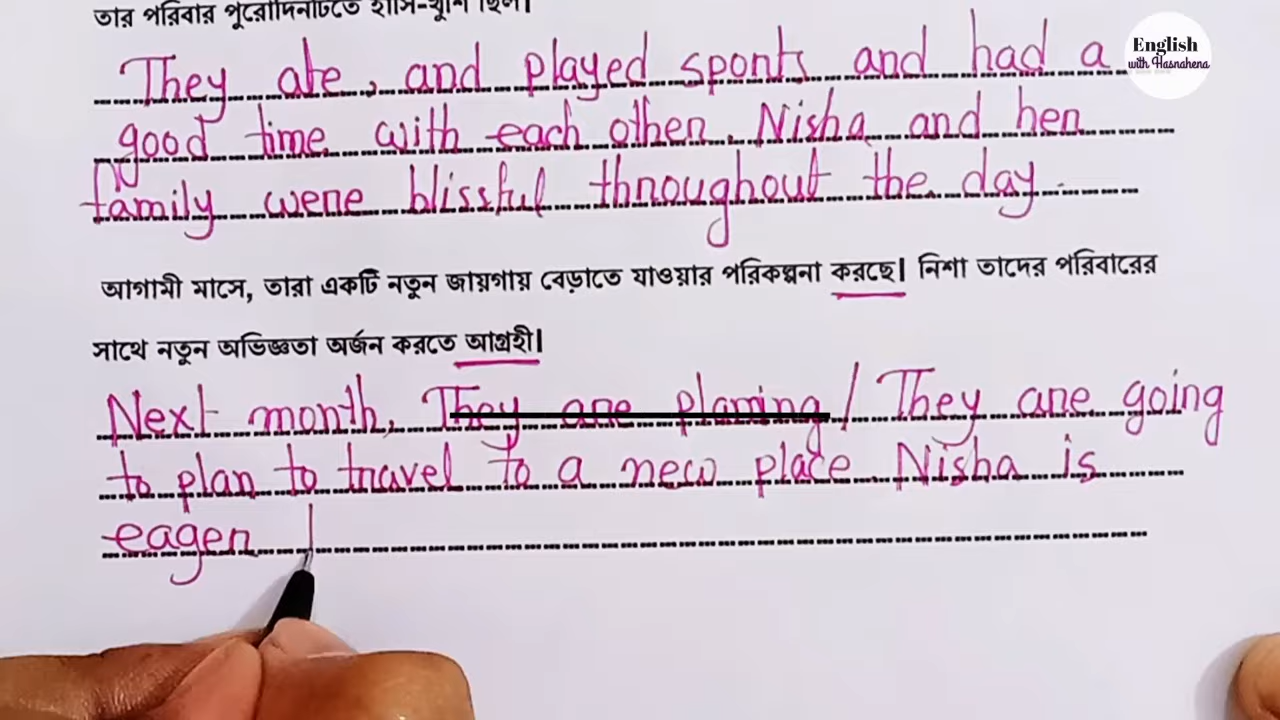 তার পরিবার পুরোদিনটিতে হাসি-খুশি ছিল।
English
with Hasnahena
They ate, and played sports and had a
good time with each other. Nisha and her
family were blissful throughout the day.
আগামী মাসে, তারা একটি নতুন জায়গায় বেড়াতে যাওয়ার পরিকল্পনা করছে। নিশা তাদের পরিবারের
সাথে নতুন অভিজ্ঞতা অর্জন করতে আগ্রহী।
Next month, They are planing / They are going
to plan to travel to a new place. Nisha is
eager